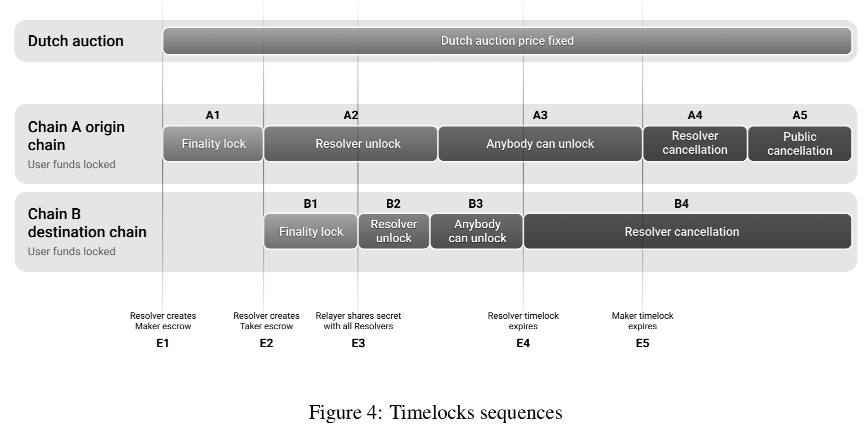 Dutch auction
Dutch auction price fixed
A1
A2
A3
A4
A5
Chain A origin
chain
User funds locked
Finality lock
Resolver unlock
Anybody can unlock
Resolver
cancellation
Public
cancellation
B1
B2
B3
B4
Chain B
destination chain
User funds locked
Finality lock
Resolver
unlock
Anybody
can unlock
Resolver cancellation
Resolver creates
Maker escrow
E1
Resolver creates
Taker escrow
E2
Relayer shares secret
with all Resolvers
E3
Resolver timelock
expires
E4
Maker timelock
expires
E5
Figure 4: Timelocks sequences